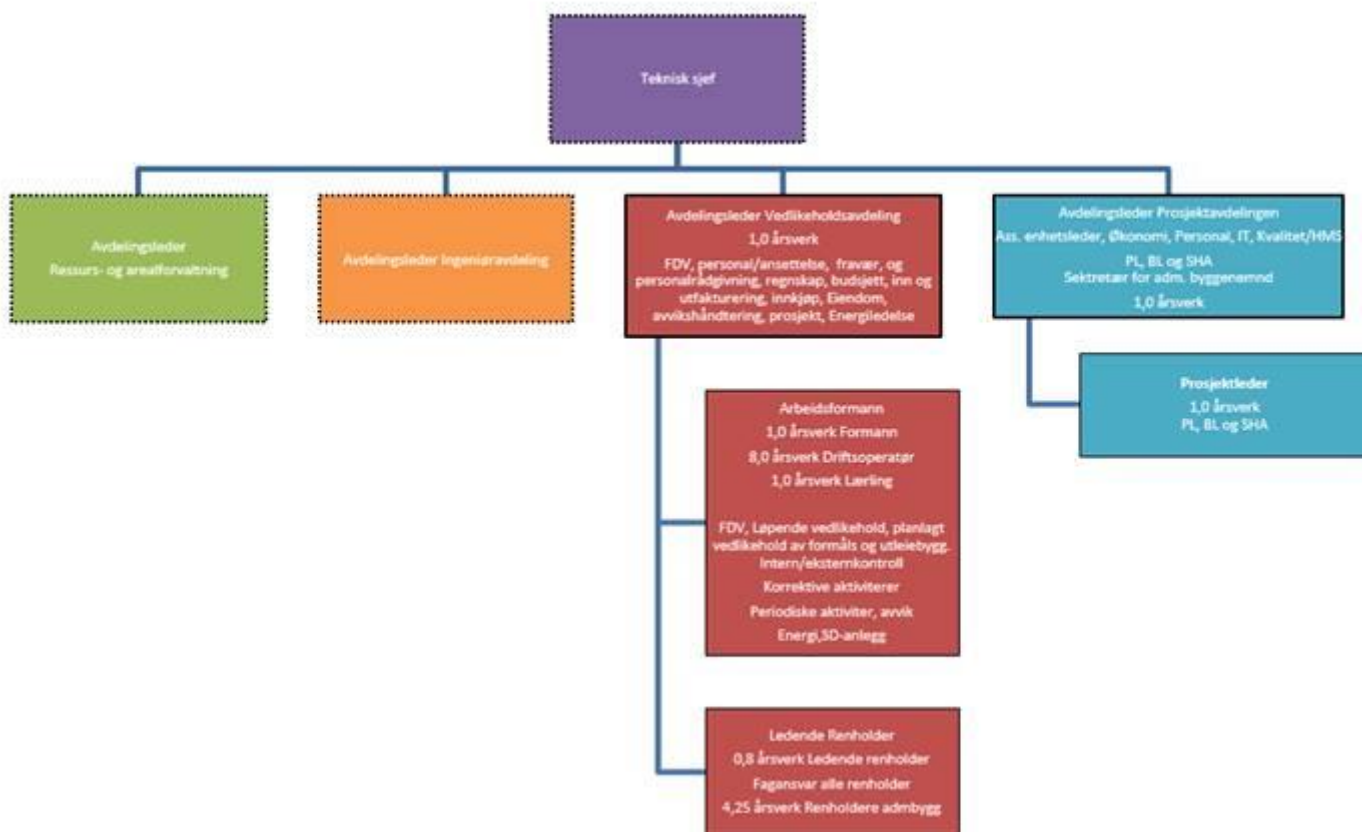 Teknisk sjef
Avdelingsleder
Ressurs- og arealforvaltning
Avdelingsleder Ingeniøravdeling
Avdelingsleder Vedlikeholdsavdeling
1,0 årsverk
FDV, personal/ansettelse, fravær, og
personalrådgivning, regnskap, budsjett, inn og
utfakturering, innkjøp, Eiendom,
avvikshåndtering, prosjekt, Energiledelse
Avdelingsleder Prosjektavdelingen
Ass. enhetsleder, Økonomi, Personal, IT, Kvalitet/HMS
PL, BL og SHA
Sektretær for adm. byggenemnd
1,0 årsverk
Prosjektleder
1,0 årsverk
PL, BL og SHA
Arbeidsformann
1,0 årsverk Formann
8,0 årsverk Driftsoperatør
1,0 årsverk Lærling
FDV, Løpende vedlikehold, planlagt
vedlikehold av formåls og utleiebygg.
Intern/eksternkontroll
Korrektive aktiviterer
Periodiske aktiviter, avvik
Energi,SD-anlegg
Ledende Renholder
0,8 årsverk Ledende renholder
Fagansvar alle renholder
4,25 årsverk Renholdere admbygg